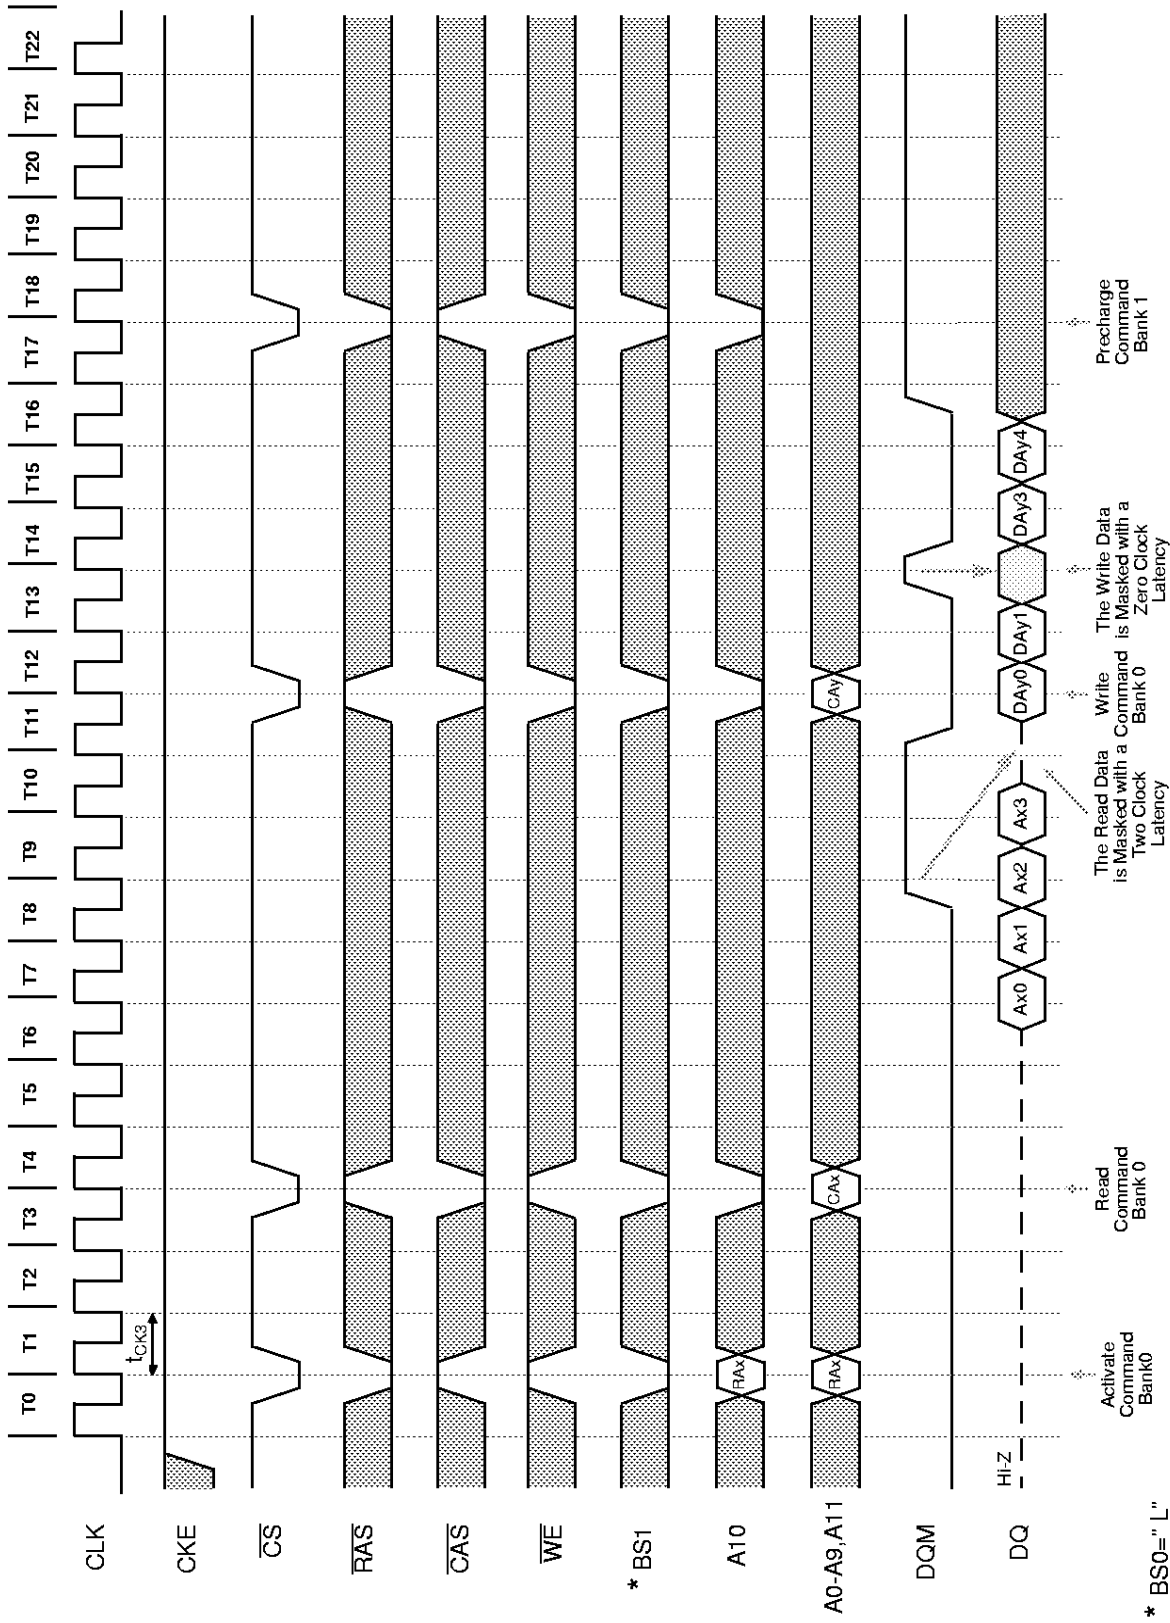 T0 T1 T2 T3 T4 T5 T6 T7 T8 T9 T10 T11 T12 T13 T14 T15 T16 T17 T18 T19 T20 T21 T22
CLK
tCK3
CKE
CS
RAS
CAS
WE
* BS1
A10
RAx
A0-A9,A11
RAx CAx CAy
DQM
DQ
Hi-Z
Ax0 Ax1 Ax2 Ax3 DAy0 DAy1 DAy3 DAy4
Activate
Command
Bank0
Read
Command
Bank 0
The Read Data
is Masked with a
Two Clock
Latency
Write
Command
Bank 0
The Write Data
is Masked with a
Zero Clock
Latency
Precharge
Command
Bank 1
* BS0=" L"